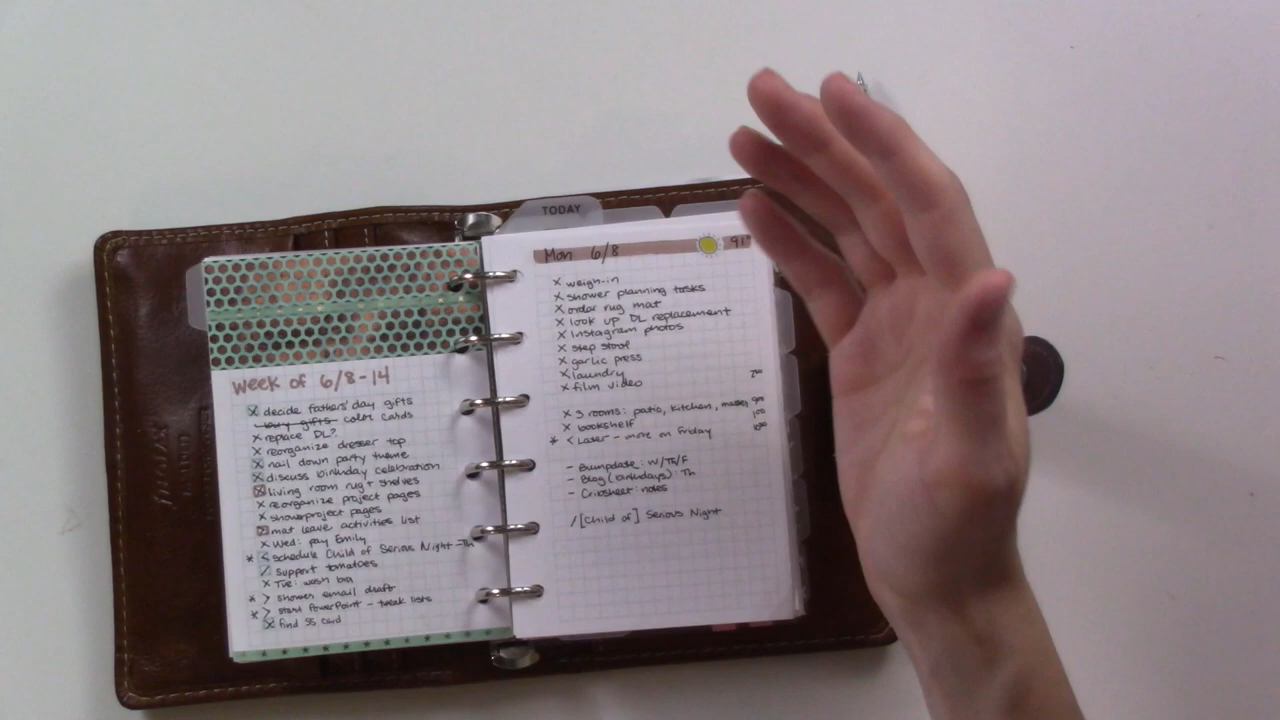 TODAY
week of 6/8-14
x decide fathers' day gifts
buy gifts color cards
x replace DL?
x reorganize dresser top
x nail down party theme
x discuss birthday celebration
x living room rug + shelves
x reorganize project pages
x shower project pages
x mat leave activities list
x Wed: pay Emily
* < schedule Child of Serious Night - Th
/ support tomatoes
x Tue: wash bra
* > shower email draft
* > start PowerPoint - tweak lists
x find SS card
Mon 6/8 91°
x weigh-in
x shower planning tasks
x order rug mat
x look up DL replacement
x Instagram photos
x step stool
x garlic press
x laundry
x film video
x 3 rooms: patio, kitchen,
x bookshelf
* < Laser - more on Friday
- Bumpdate: W/Th/F
- Blog (birthdays): Th
- Cribsheet: notes
/ [Child of] Serious Night